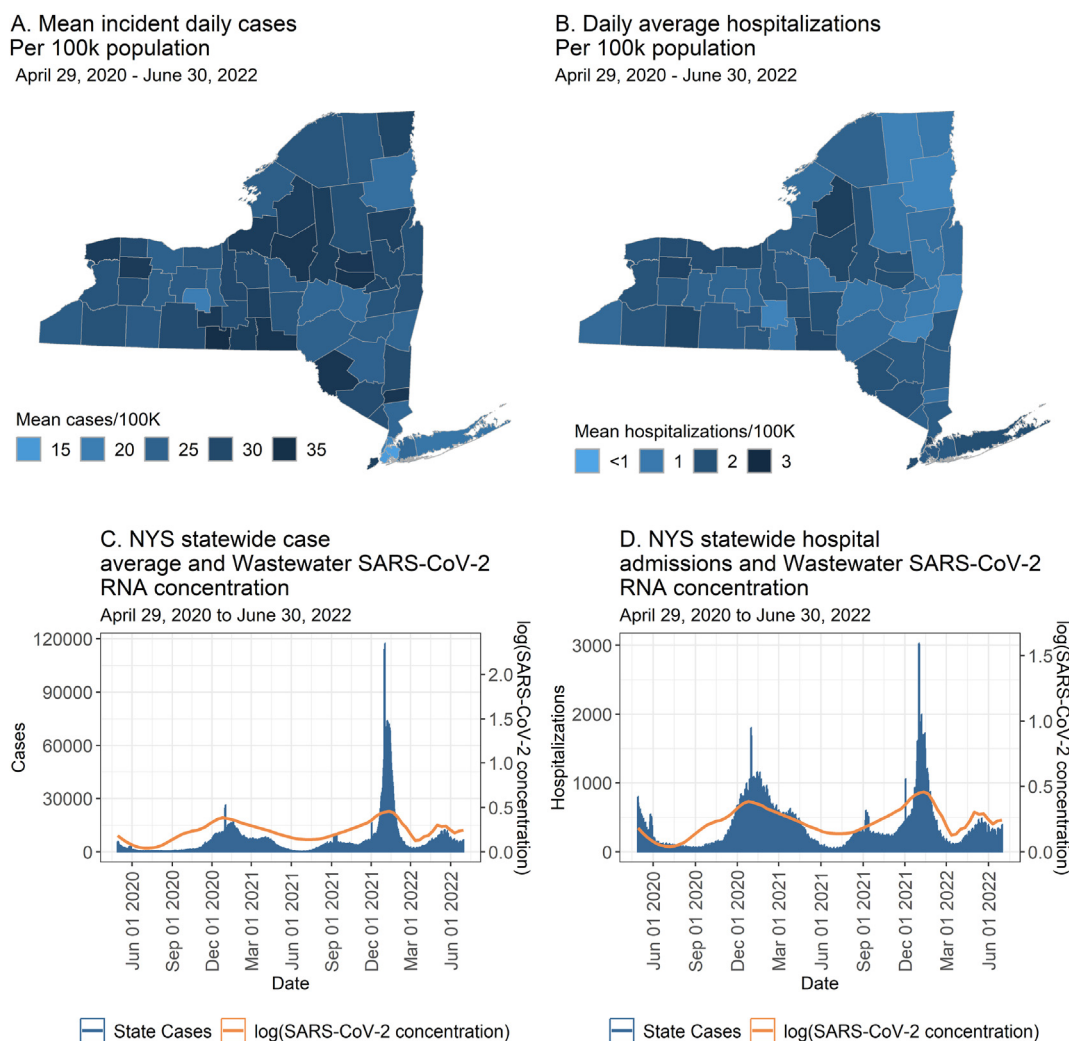 A. Mean incident daily cases
Per 100k population
April 29, 2020 - June 30, 2022
Mean cases/100K
15 20 25 30 35
B. Daily average hospitalizations
Per 100k population
April 29, 2020 - June 30, 2022
Mean hospitalizations/100K
<1 1 2 3
C. NYS statewide case
average and Wastewater SARS-CoV-2
RNA concentration
April 29, 2020 to June 30, 2022
120000
90000
60000
30000
0
Cases
2.0
1.5
1.0
0.5
0.0
log(SARS-CoV-2 concentration)
Jun 01 2020
Sep 01 2020
Dec 01 2020
Mar 01 2021
Jun 01 2021
Sep 01 2021
Dec 01 2021
Mar 01 2022
Jun 01 2022
Date
State Cases log(SARS-CoV-2 concentration)
D. NYS statewide hospital
admissions and Wastewater SARS-CoV-2
RNA concentration
April 29, 2020 to June 30, 2022
3000
2000
1000
0
Hospitalizations
1.5
1.0
0.5
0.0
log(SARS-CoV-2 concentration)
Jun 01 2020
Sep 01 2020
Dec 01 2020
Mar 01 2021
Jun 01 2021
Sep 01 2021
Dec 01 2021
Mar 01 2022
Jun 01 2022
Date
State Cases log(SARS-CoV-2 concentration)